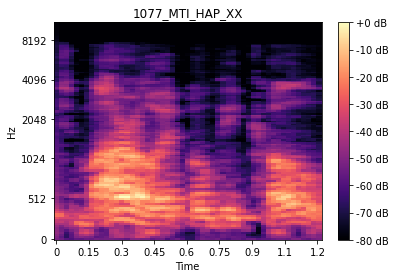 1077_MTI_HAP_XX
8192
4096
2048
1024
512
0
Hz
0 0.15 0.3 0.45 0.6 0.75 0.9 1.1 1.2
Time
+0 dB
-10 dB
-20 dB
-30 dB
-40 dB
-50 dB
-60 dB
-70 dB
-80 dB